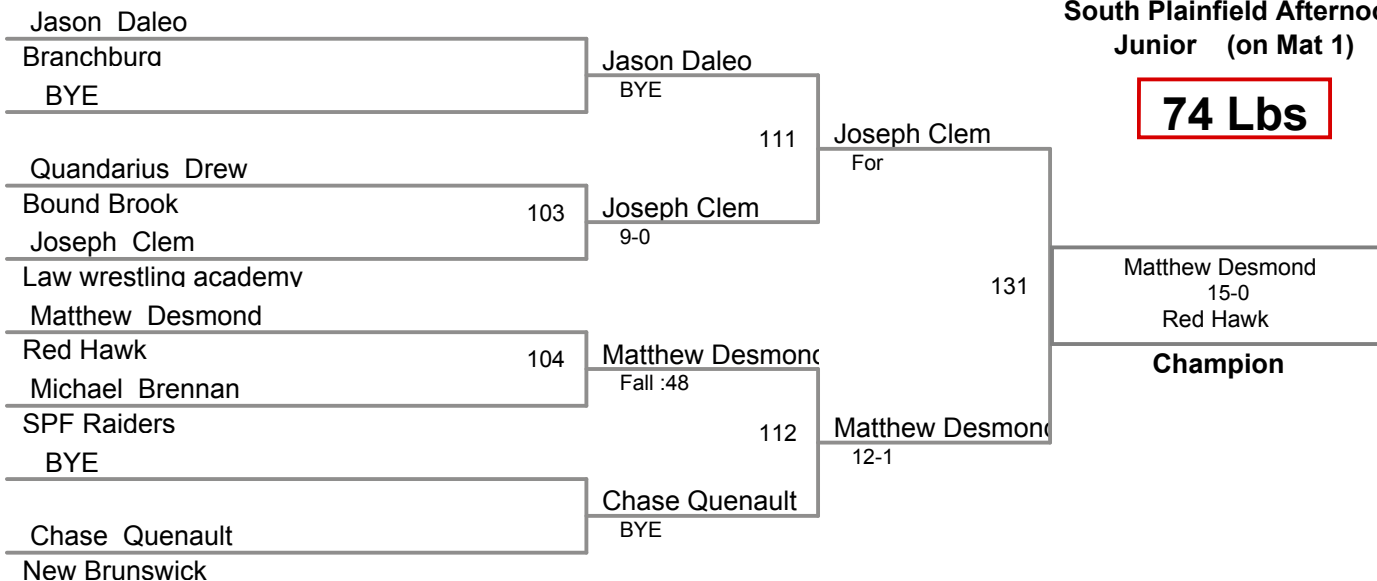 South Plainfield
Junior (on Mat 1)
74 Lbs
Jason Daleo
Branchburg
BYE
Quandarius Drew
Bound Brook
Joseph Clem
Law wrestling academy
Matthew Desmond
Red Hawk
Michael Brennan
SPF Raiders
BYE
Chase Quenault
New Brunswick
103
104
Jason Daleo
BYE
Joseph Clem
9-0
Matthew Desmond
Fall :48
Chase Quenault
BYE
111
112
Joseph Clem
For
Matthew Desmond
12-1
131
Matthew Desmond
15-0
Red Hawk
Champion